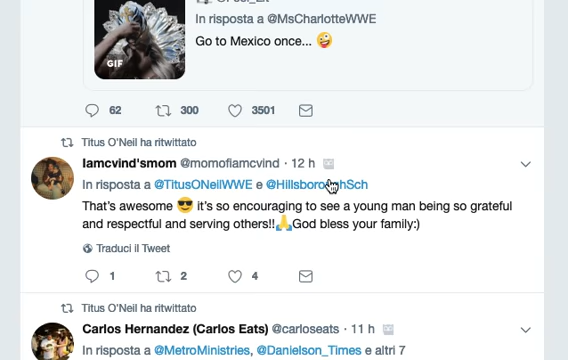 In risposta a @MsCharlotteWWE
Go to Mexico once... 🤪
GIF
62 300 3501
Titus O'Neil ha ritwittato
Iamcvind'smom @momofiamcvind · 12 h
In risposta a @TitusONeilWWE e @HillsboroughSch
That's awesome 😎 it's so encouraging to see a young man being so grateful
and respectful and serving others!!🙏God bless your family:)
Traduci il Tweet
1 2 4
Titus O'Neil ha ritwittato
Carlos Hernandez (Carlos Eats) @carloseats · 11 h
In risposta a @MetroMinistries, @Danielson_Times e altri 7